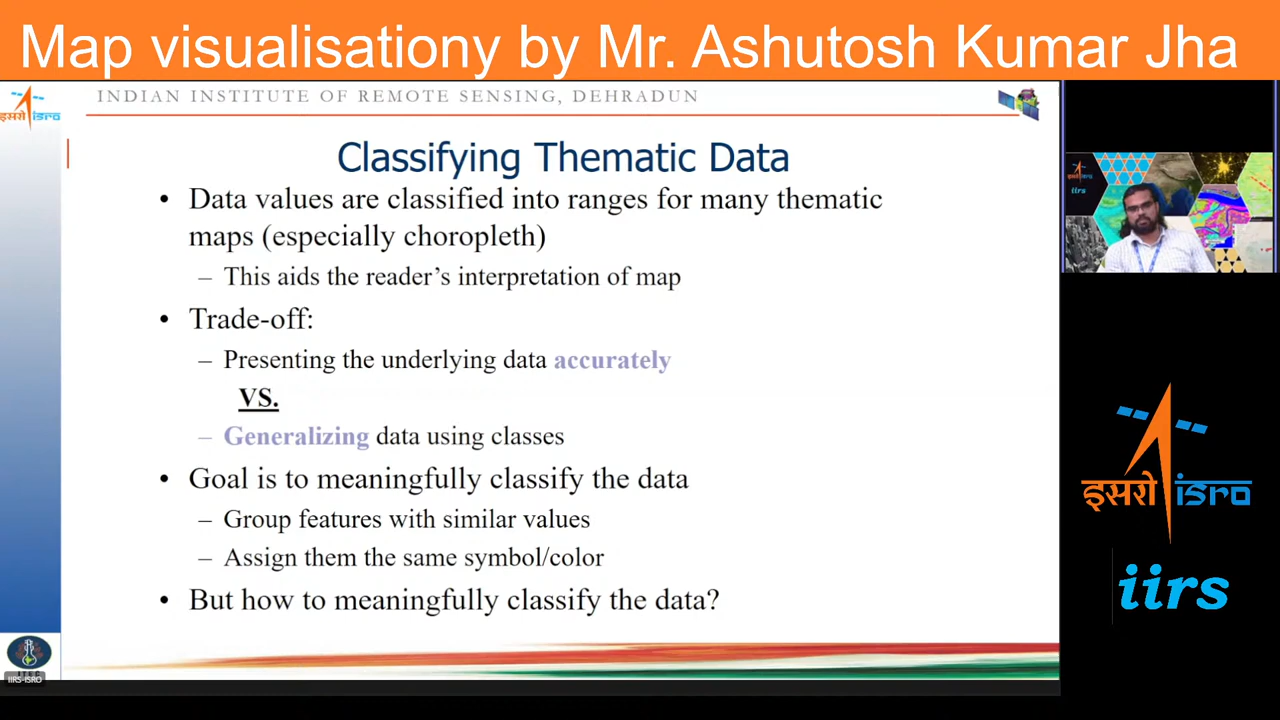 Map visualisationy by Mr. Ashutosh Kumar Jha
INDIAN INSTITUTE OF REMOTE SENSING, DEHRADUN
इसरो isro
Classifying Thematic Data
• Data values are classified into ranges for many thematic
maps (especially choropleth)
– This aids the reader's interpretation of map
• Trade-off:
– Presenting the underlying data accurately
VS.
– Generalizing data using classes
• Goal is to meaningfully classify the data
– Group features with similar values
– Assign them the same symbol/color
• But how to meaningfully classify the data?
IIRS-ISRO
iirs
इसरो isro
iirs